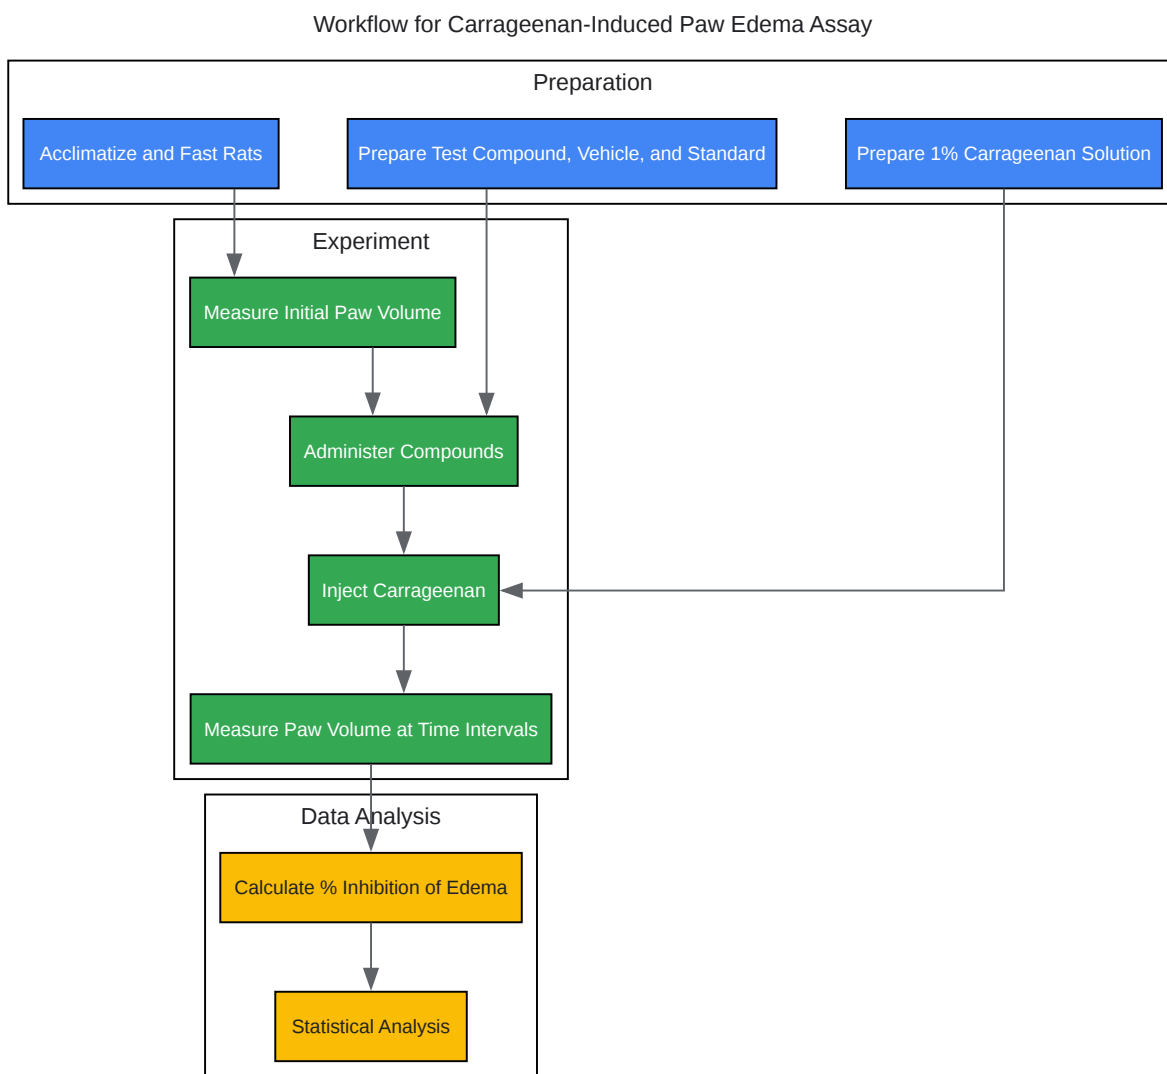 Workflow for Carrageenan-Induced Paw Edema Assay
Preparation
Acclimatize and Fast Rats
Prepare Test Compound, Vehicle, and Standard
Prepare 1% Carrageenan Solution
Experiment
Measure Initial Paw Volume
Administer Compounds
Inject Carrageenan
Measure Paw Volume at Time Intervals
Data Analysis
Calculate % Inhibition of Edema
Statistical Analysis